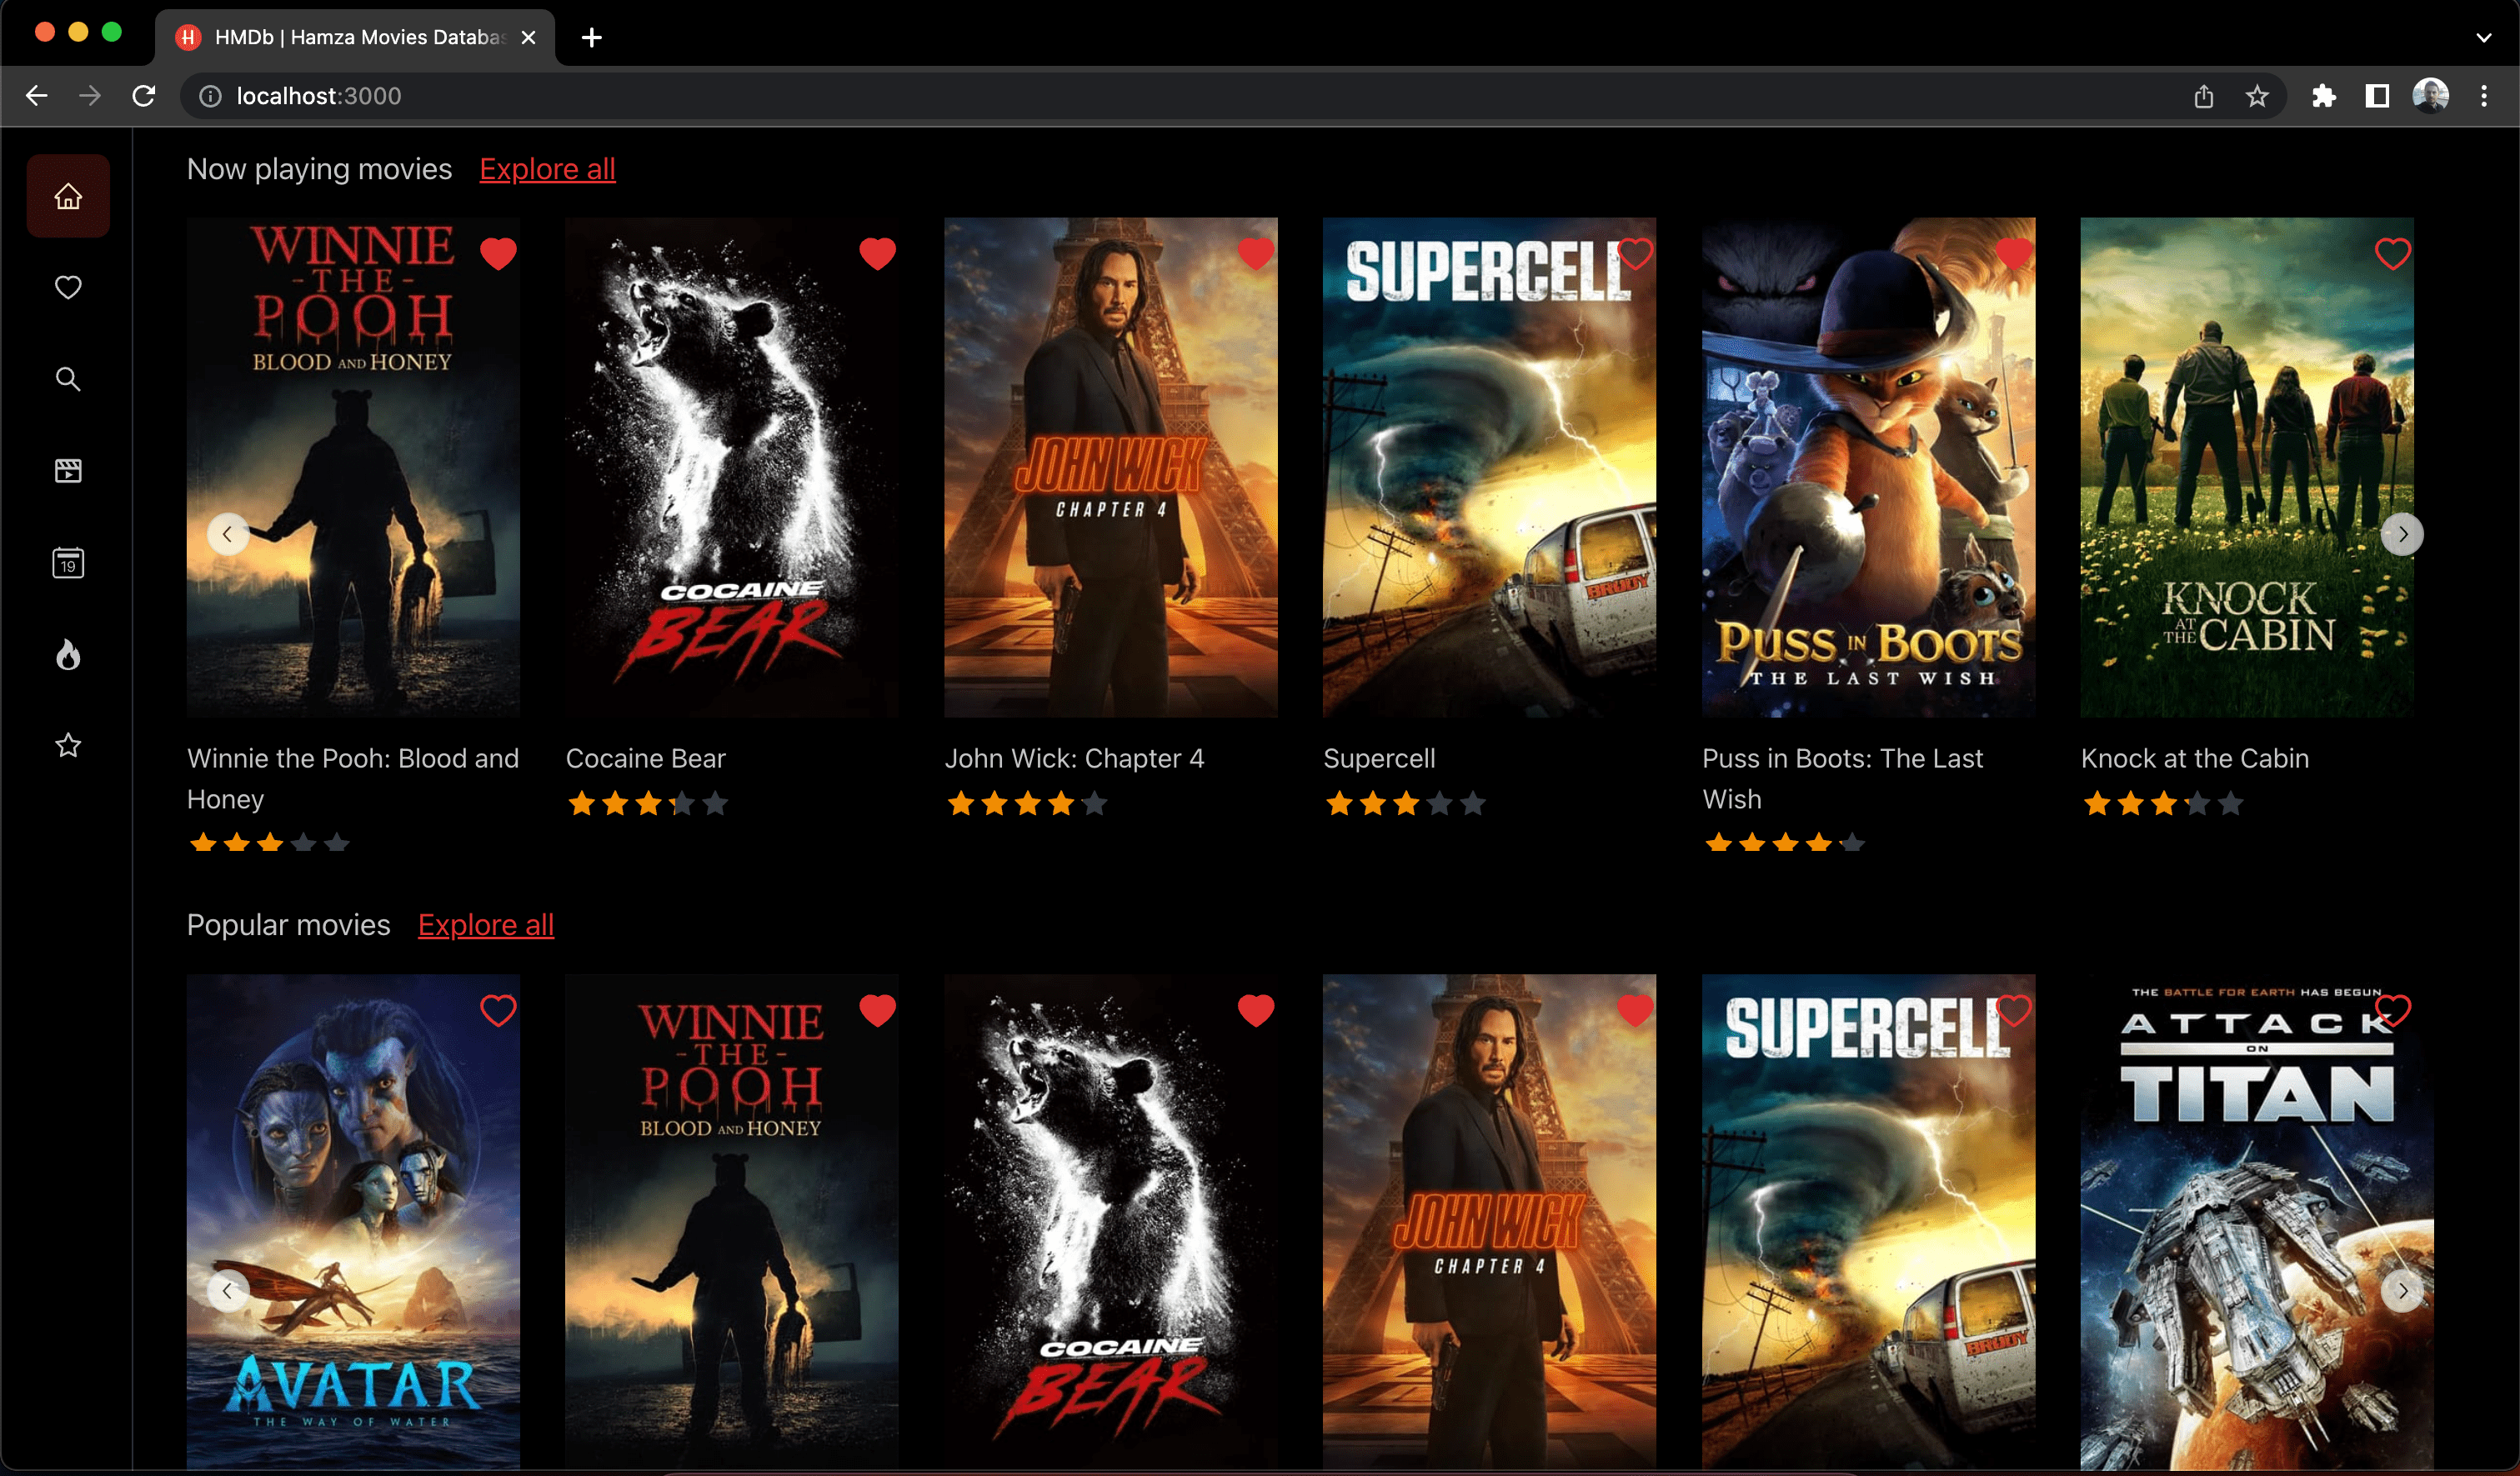 HMDb | Hamza Movies Databas
localhost:3000
Now playing movies Explore all
WINNIE
-THE-
POOH
BLOOD AND HONEY
COCAINE
BEAR
JOHN WICK
CHAPTER 4
SUPERCELL
BRODY
PUSS IN BOOTS
THE LAST WISH
KNOCK
AT THE CABIN
19
Winnie the Pooh: Blood and
Honey
Cocaine Bear
John Wick: Chapter 4
Supercell
Puss in Boots: The Last
Wish
Knock at the Cabin
Popular movies Explore all
AVATAR
THE WAY OF WATER
WINNIE
-THE-
POOH
BLOOD AND HONEY
COCAINE
BEAR
JOHN WICK
CHAPTER 4
SUPERCELL
BRODY
THE BATTLE FOR EARTH HAS BEGUN
ATTACK
ON
TITAN